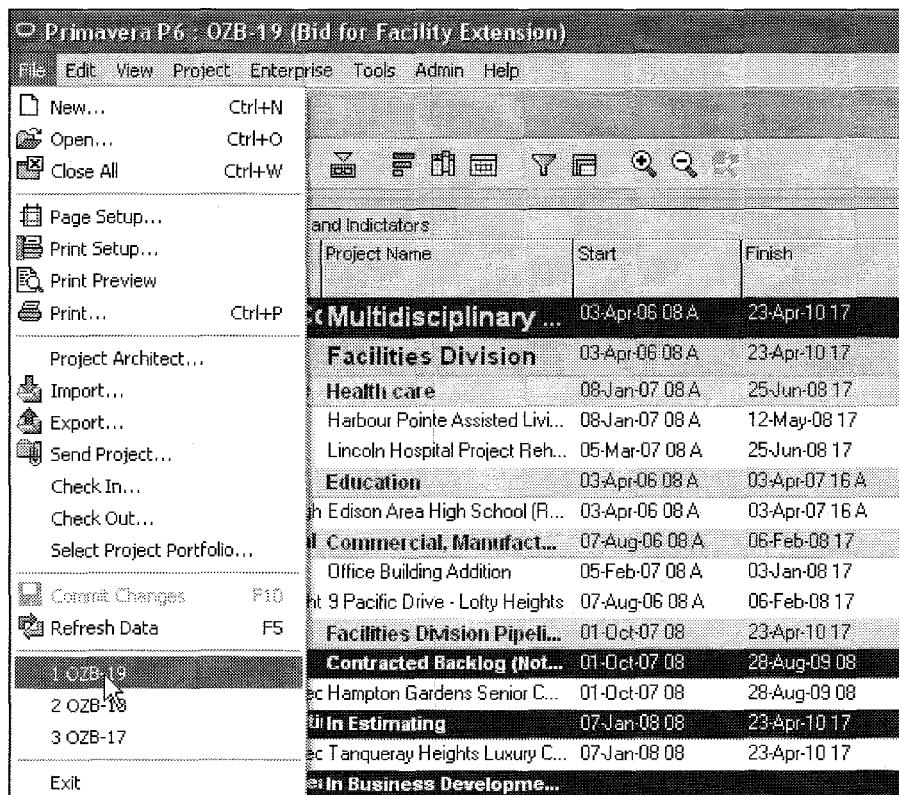 Primavera P6 : OZB-19 (Bid for Facility Extension)
File Edit View Project Enterprise Tools Admin Help
New... Ctrl+N
Open... Ctrl+O
Close All Ctrl+W
Page Setup...
Print Setup...
Print Preview
Print... Ctrl+P
Project Architect...
Import...
Export...
Send Project...
Check In...
Check Out...
Select Project Portfolio...
Commit Changes F10
Refresh Data F5
1 OZB-19
2 OZB-18
3 OZB-17
Exit
and Indictators
Project Name Start Finish
Multidisciplinary ... 03-Apr-06 08 A 23-Apr-10 17
Facilities Division 03-Apr-06 08 A 23-Apr-10 17
Health care 08-Jan-07 08 A 25-Jun-08 17
Harbour Pointe Assisted Livi... 08-Jan-07 08 A 12-May-08 17
Lincoln Hospital Project Reh... 05-Mar-07 08 A 25-Jun-08 17
Education 03-Apr-06 08 A 03-Apr-07 16 A
Edison Area High School (R... 03-Apr-06 08 A 03-Apr-07 16 A
Commercial, Manufact... 07-Aug-06 08 A 06-Feb-08 17
Office Building Addition 05-Feb-07 08 A 03-Jan-08 17
9 Pacific Drive - Lofty Heights 07-Aug-06 08 A 06-Feb-08 17
Facilities Division Pipeli... 01-Oct-07 08 23-Apr-10 17
Contracted Backlog (Not... 01-Oct-07 08 28-Aug-09 08
Hampton Gardens Senior C... 01-Oct-07 08 28-Aug-09 08
In Estimating 07-Jan-08 08 23-Apr-10 17
Tanqueray Heights Luxury C... 07-Jan-08 08 23-Apr-10 17
In Business Developme...